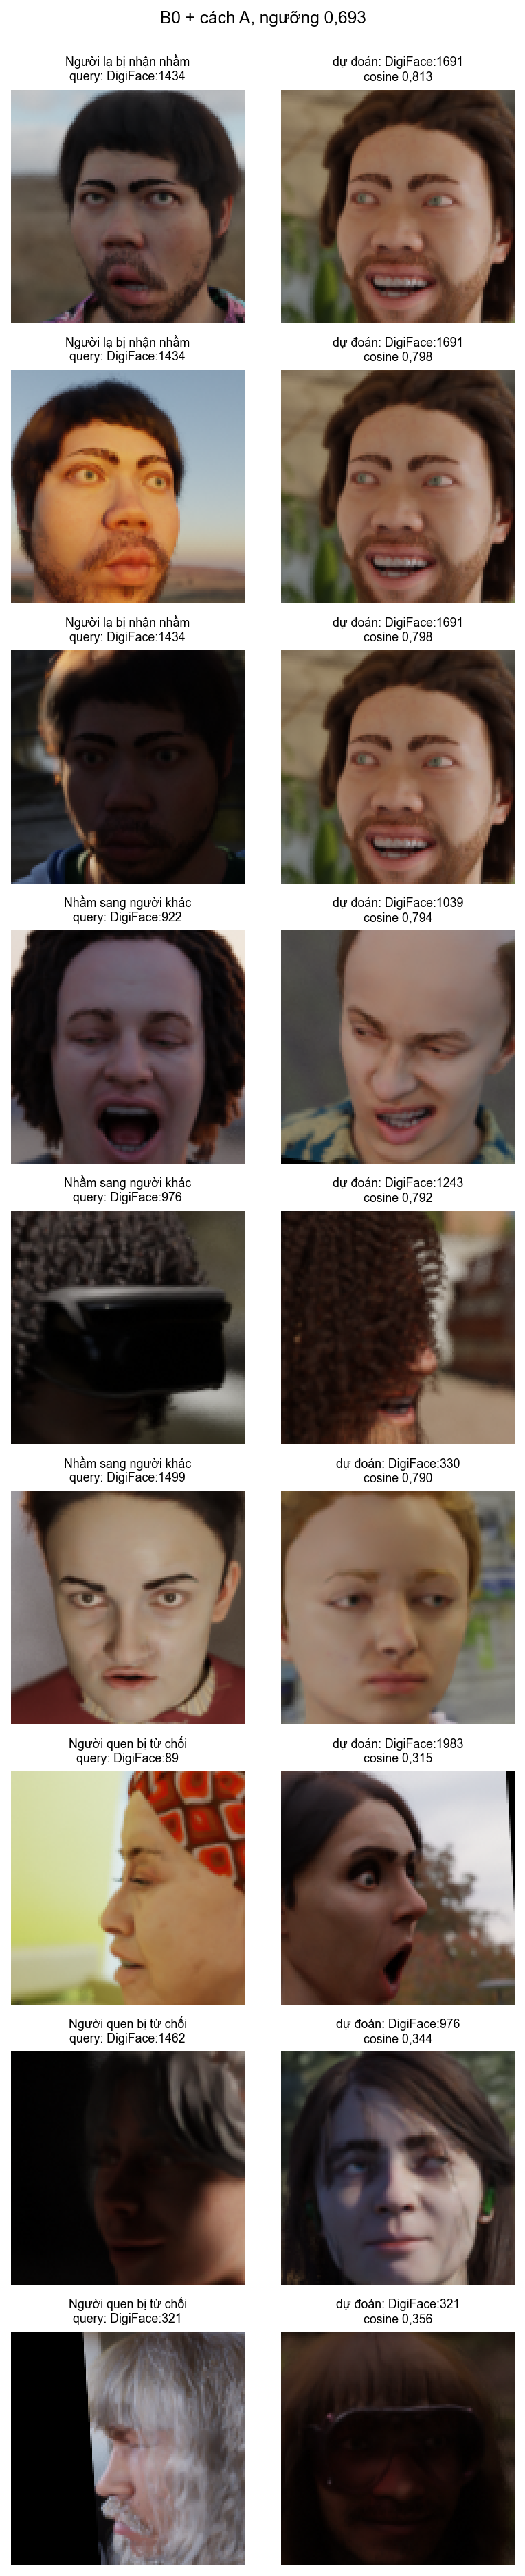 B0 + cách A, ngưỡng 0,693
Người lạ bị nhận nhầm
query: DigiFace:1434
dự đoán: DigiFace:1691
cosine 0,813
Người lạ bị nhận nhầm
query: DigiFace:1434
dự đoán: DigiFace:1691
cosine 0,798
Người lạ bị nhận nhầm
query: DigiFace:1434
dự đoán: DigiFace:1691
cosine 0,798
Nhầm sang người khác
query: DigiFace:922
dự đoán: DigiFace:1039
cosine 0,794
Nhầm sang người khác
query: DigiFace:976
dự đoán: DigiFace:1243
cosine 0,792
Nhầm sang người khác
query: DigiFace:1499
dự đoán: DigiFace:330
cosine 0,790
Người quen bị từ chối
query: DigiFace:89
dự đoán: DigiFace:1983
cosine 0,315
Người quen bị từ chối
query: DigiFace:1462
dự đoán: DigiFace:976
cosine 0,344
Người quen bị từ chối
query: DigiFace:321
dự đoán: DigiFace:321
cosine 0,356